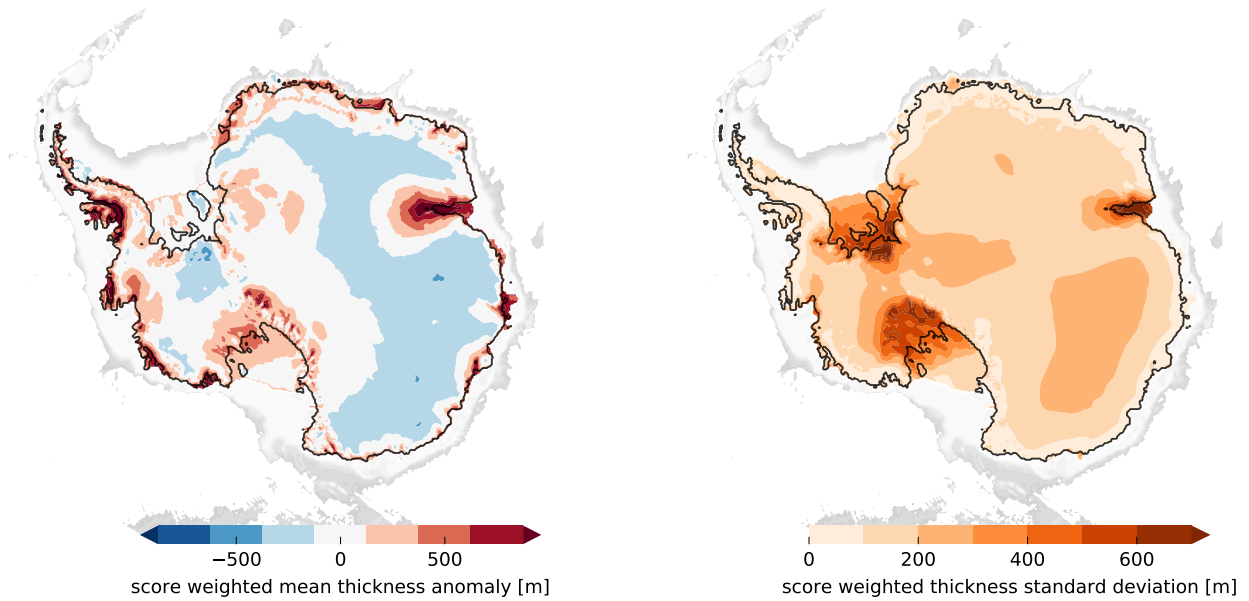 −500 0 500
score weighted mean thickness anomaly [m]
0 200 400 600
score weighted thickness standard deviation [m]